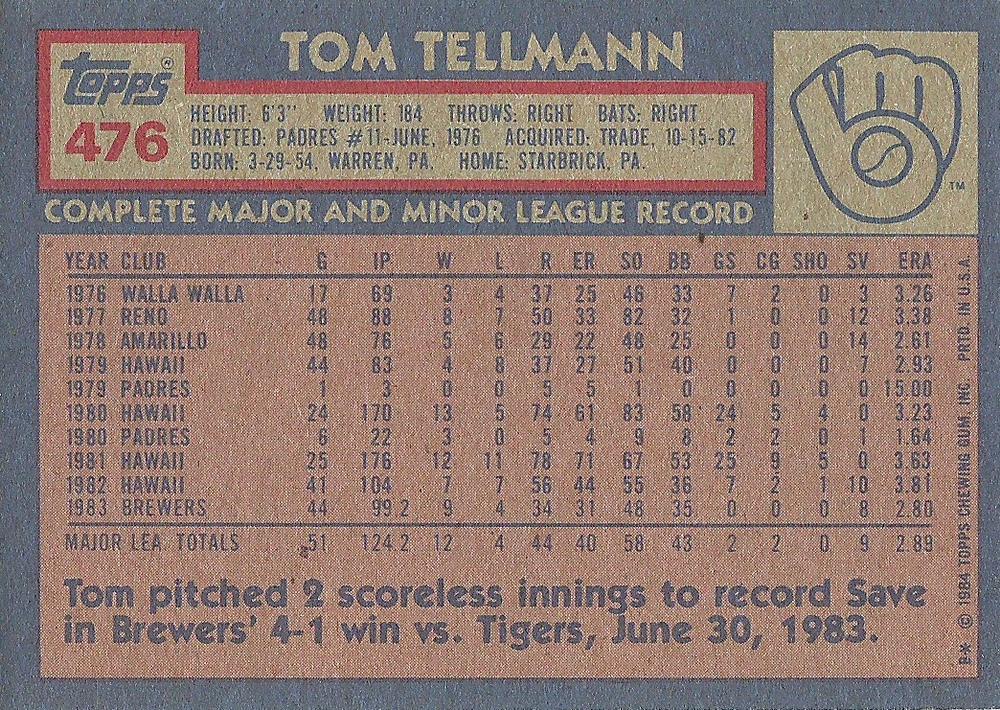 TOM TELLMANN
Topps®
476
HEIGHT: 6'3" WEIGHT: 184 THROWS: RIGHT BATS: RIGHT
DRAFTED: PADRES #11-JUNE, 1976 ACQUIRED: TRADE, 10-15-82
BORN: 3-29-54, WARREN, PA. HOME: STARBRICK, PA.
TM
COMPLETE MAJOR AND MINOR LEAGUE RECORD
YEAR CLUB G IP W L R ER SO BB GS CG SHO SV ERA
1976 WALLA WALLA 17 69 3 4 37 25 46 33 7 2 0 3 3.26
1977 RENO 48 88 8 7 50 33 82 32 1 0 0 12 3.38
1978 AMARILLO 48 76 5 6 29 22 48 25 0 0 0 14 2.61
1979 HAWAII 44 83 4 8 37 27 51 40 0 0 0 7 2.93
1979 PADRES 1 3 0 0 5 5 1 0 0 0 0 0 15.00
1980 HAWAII 24 170 13 5 74 61 83 58 24 5 4 0 3.23
1980 PADRES 6 22 3 0 5 4 9 8 2 2 0 1 1.64
1981 HAWAII 25 176 12 11 78 71 67 53 25 9 5 0 3.63
1982 HAWAII 41 104 7 7 56 44 55 36 7 2 1 10 3.81
1983 BREWERS 44 99.2 9 4 34 31 48 35 0 0 0 8 2.80
MAJOR LEA. TOTALS 51 124.2 12 4 44 40 58 43 2 2 0 9 2.89
Tom pitched 2 scoreless innings to record Save
in Brewers' 4-1 win vs. Tigers, June 30, 1983.
B* © 1984 TOPPS CHEWING GUM, INC. PRTD. IN U.S.A.